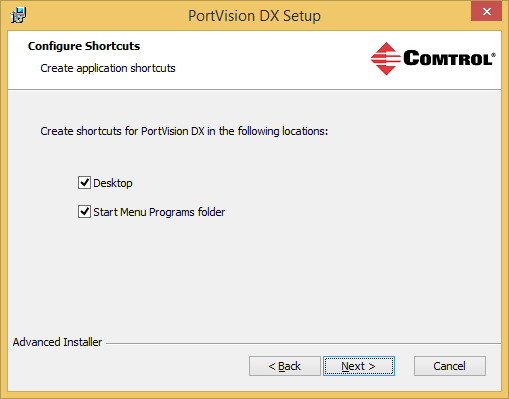 PortVision DX Setup
Configure Shortcuts
Create application shortcuts
COMTROL®
Create shortcuts for PortVision DX in the following locations:
Desktop
Start Menu Programs folder
Advanced Installer
< Back
Next >
Cancel